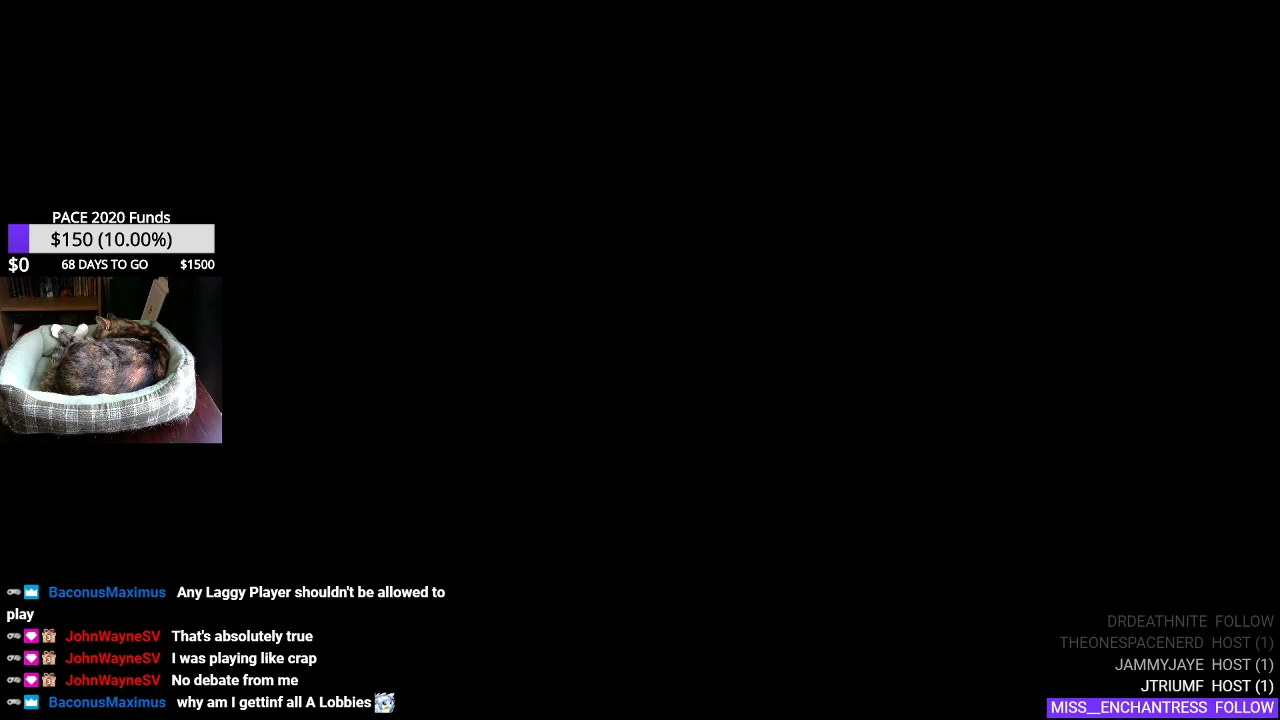 PACE 2020 Funds
$150 (10.00%)
$0 68 DAYS TO GO $1500
BaconusMaximus Any Laggy Player shouldn't be allowed to
play
JohnWayneSV That's absolutely true
JohnWayneSV I was playing like crap
JohnWayneSV No debate from me
BaconusMaximus why am I gettinf all A Lobbies
DRDEATHNITE FOLLOW
THEONESPACENERD HOST (1)
JAMMYJAYE HOST (1)
JTRIUMF HOST (1)
MISS__ENCHANTRESS FOLLOW